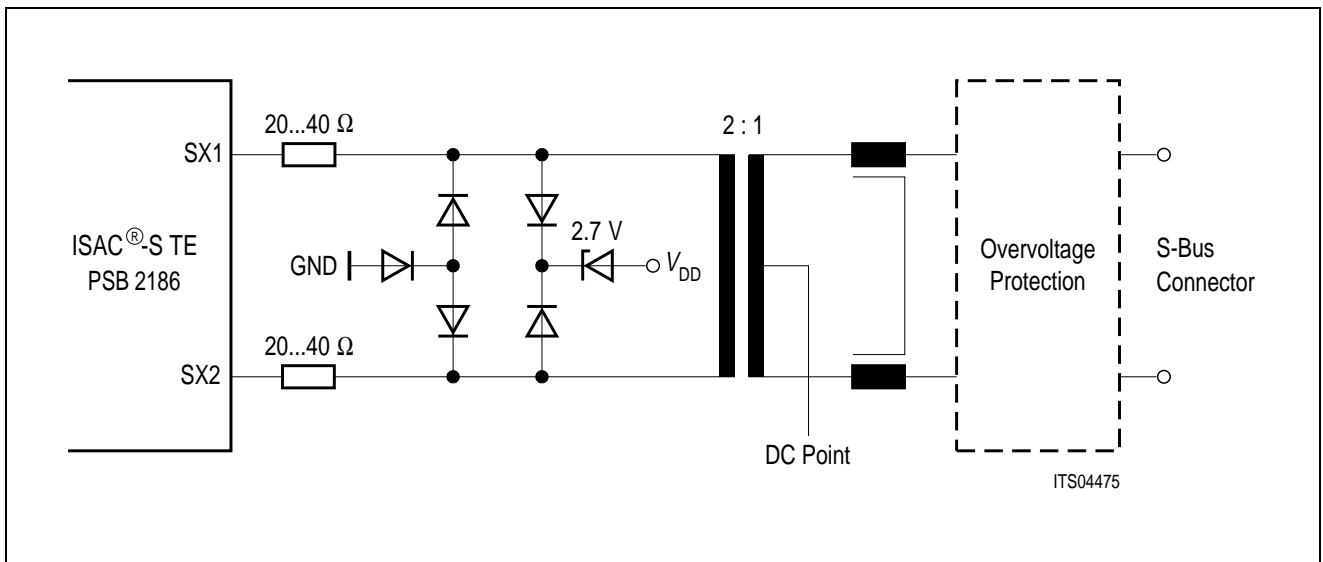 20...40 Ω
2 : 1
SX1
ISAC®-S TE
PSB 2186
GND
2.7 V
VDD
Overvoltage
Protection
S-Bus
Connector
20...40 Ω
SX2
DC Point
ITS04475